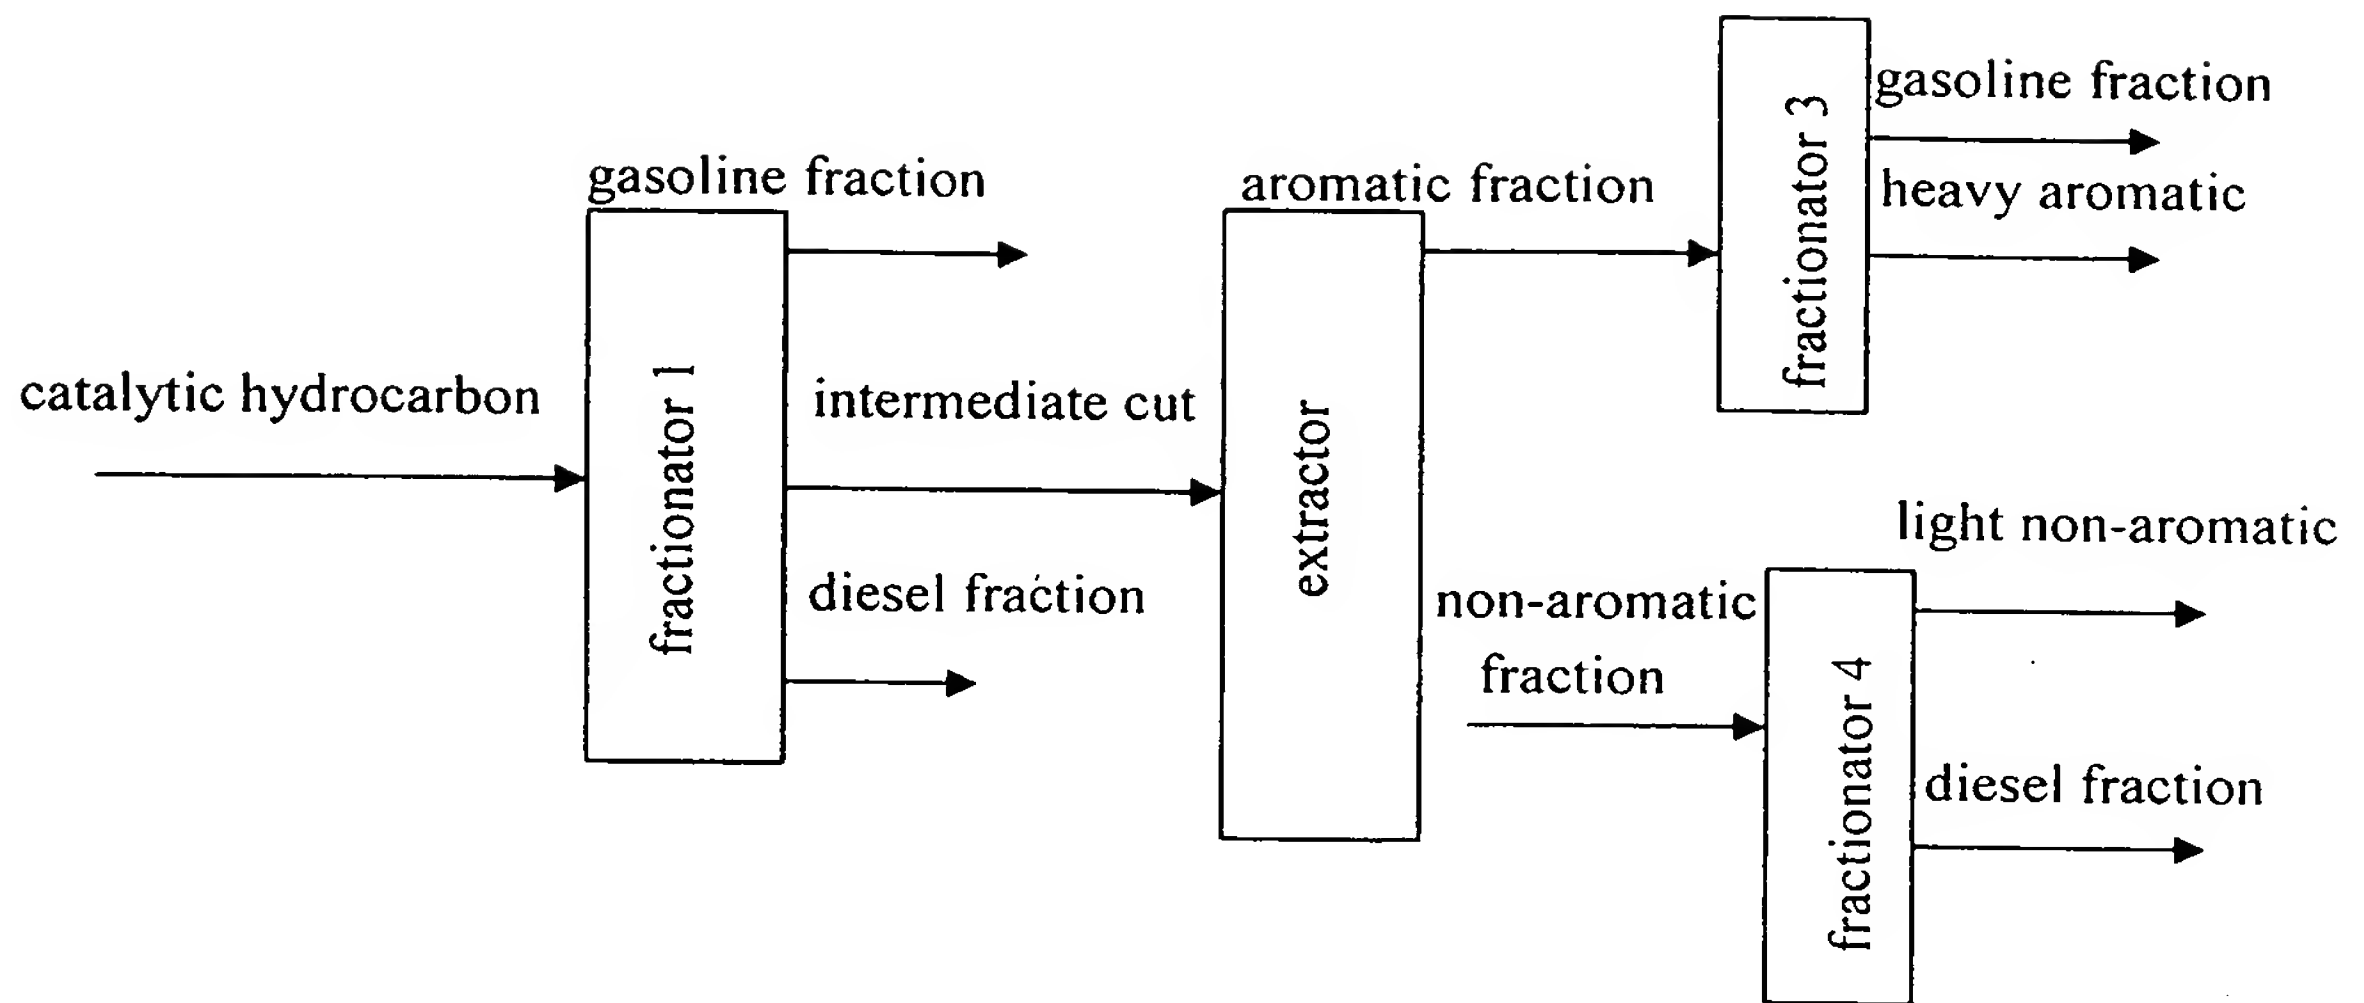 catalytic hydrocarbon
fractionator 1
gasoline fraction
intermediate cut
diesel fraction
extractor
aromatic fraction
non-aromatic
fraction
fractionator 3
gasoline fraction
heavy aromatic
fractionator 4
light non-aromatic
diesel fraction